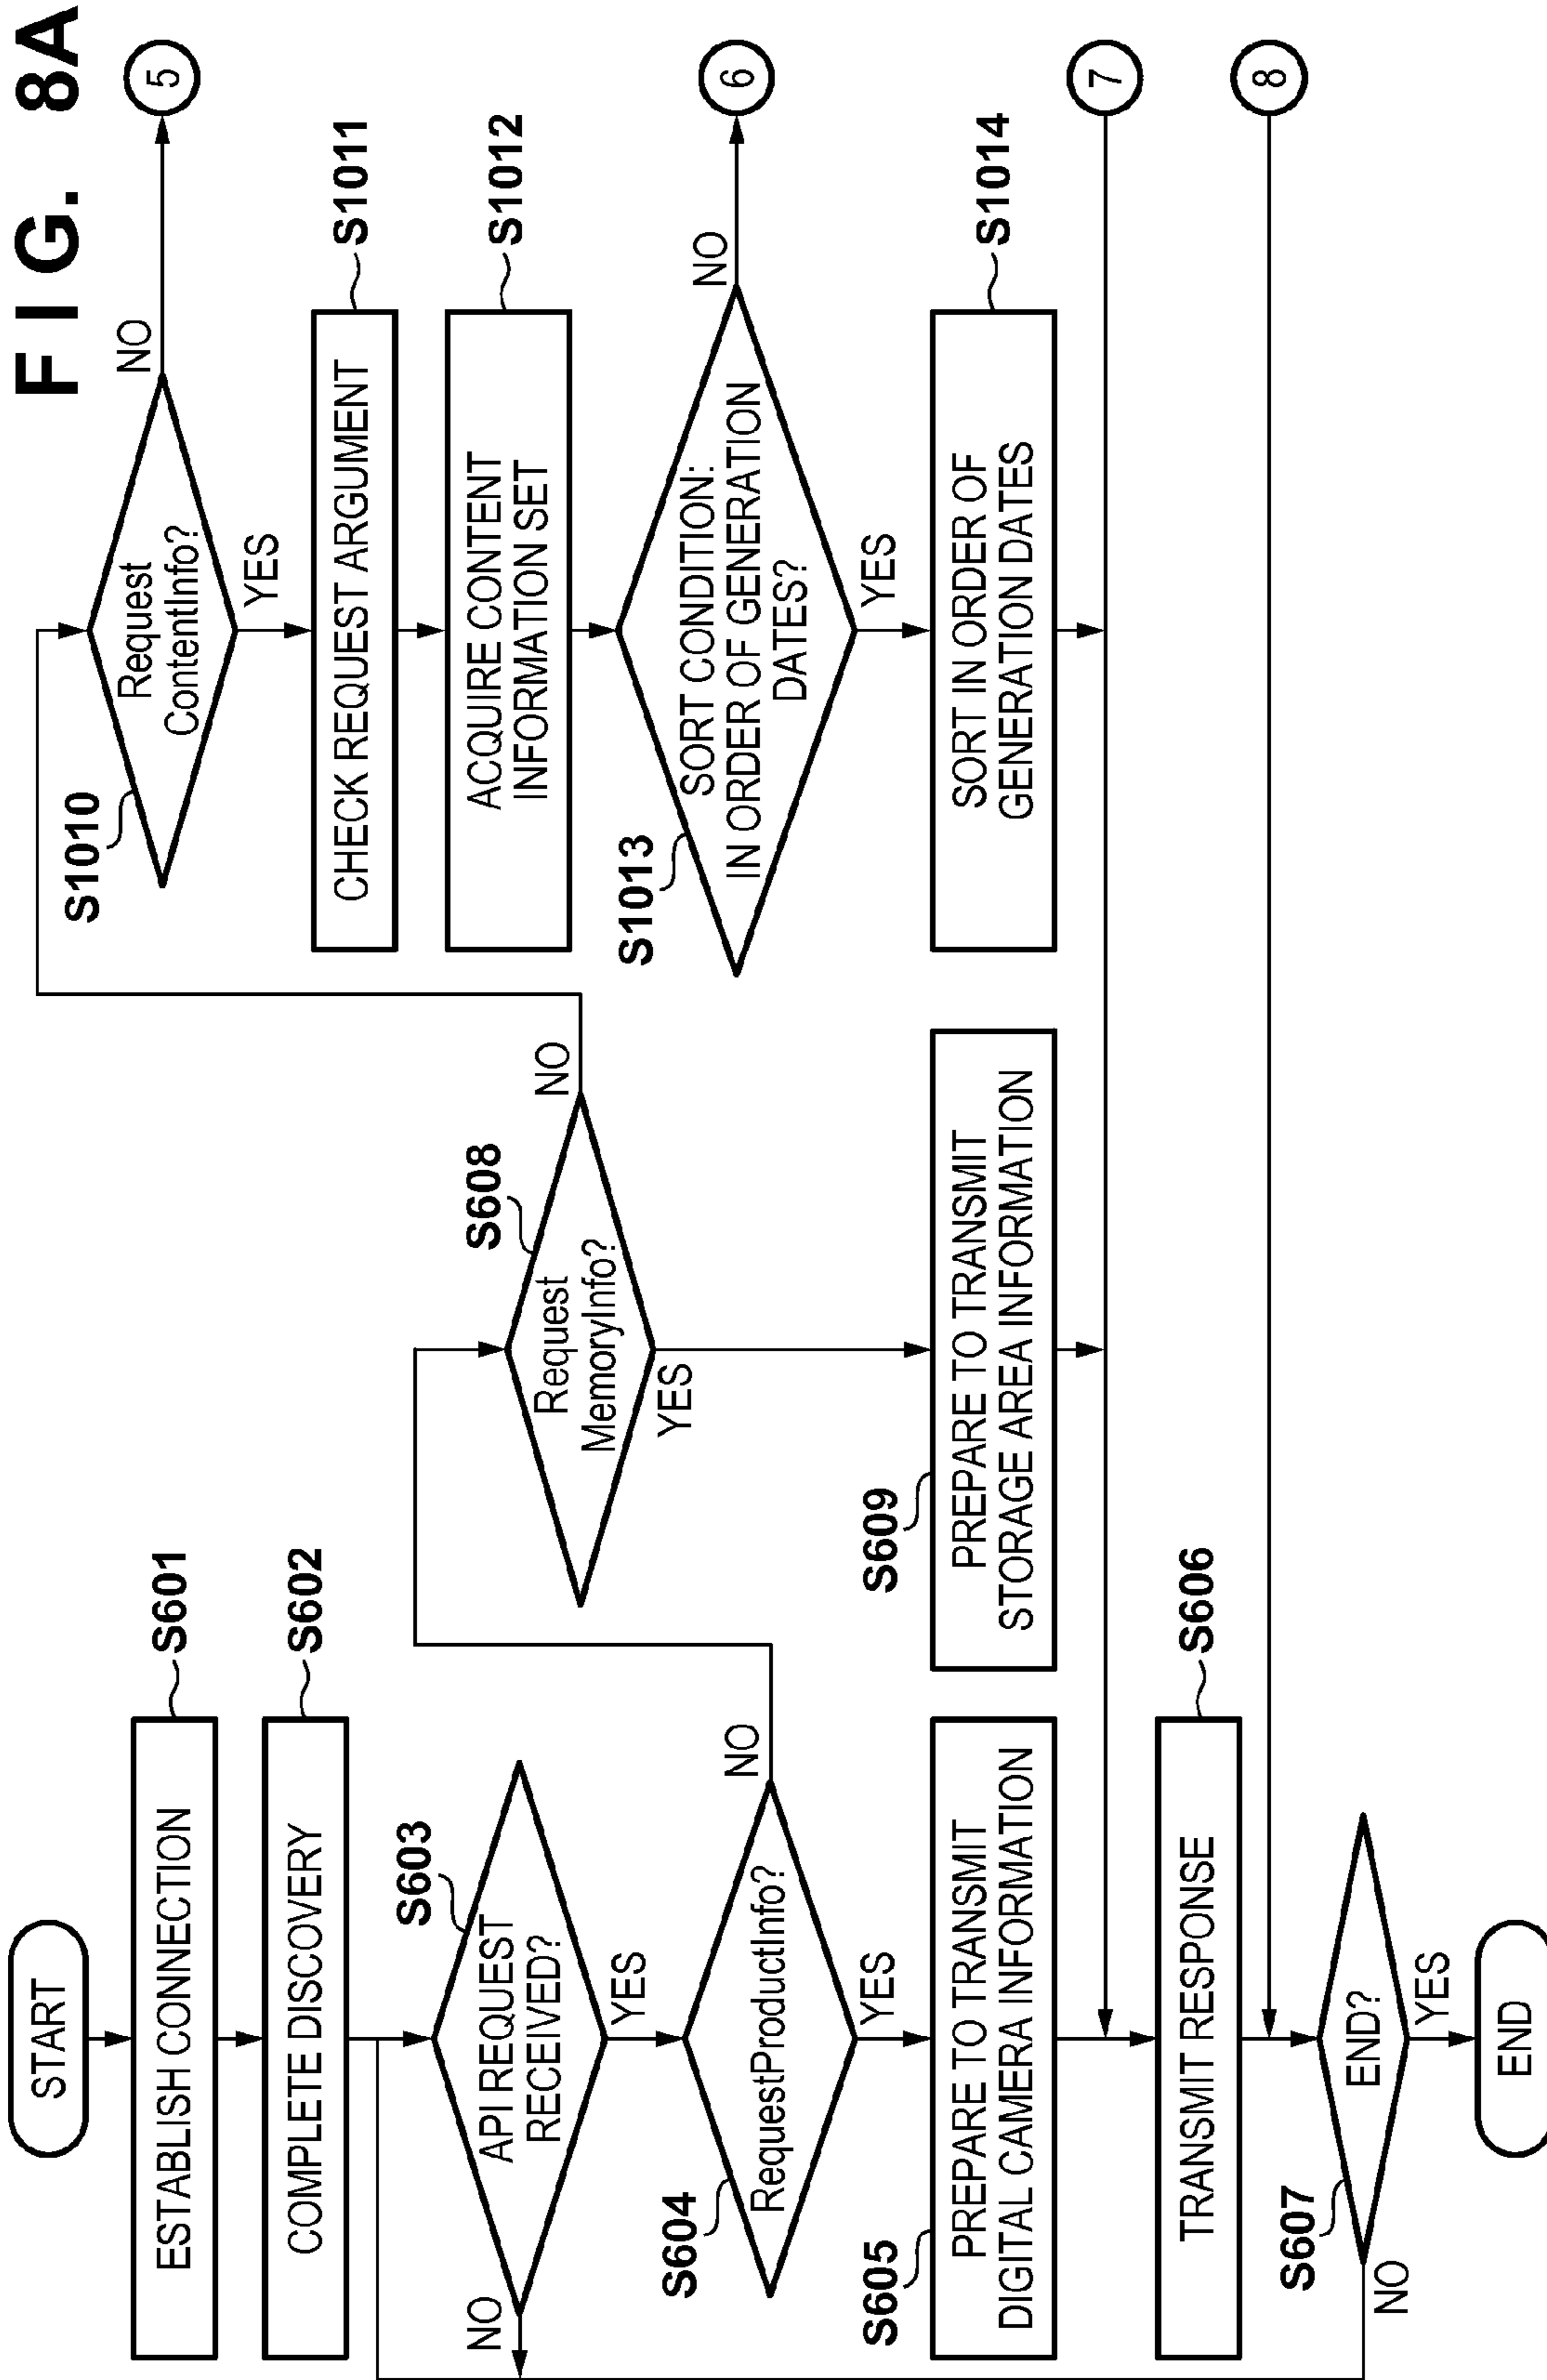 FIG. 8A
START
ESTABLISH CONNECTION
S601
COMPLETE DISCOVERY
S602
API REQUEST
RECEIVED?
S603
NO
YES
RequestProductInfo?
S604
NO
YES
PREPARE TO TRANSMIT
DIGITAL CAMERA INFORMATION
S605
TRANSMIT RESPONSE
S606
END?
S607
NO
YES
END
Request
MemoryInfo?
S608
NO
YES
PREPARE TO TRANSMIT
STORAGE AREA INFORMATION
S609
Request
ContentInfo?
S1010
NO
5
YES
CHECK REQUEST ARGUMENT
S1011
ACQUIRE CONTENT
INFORMATION SET
S1012
SORT CONDITION:
IN ORDER OF GENERATION
DATES?
S1013
NO
6
YES
SORT IN ORDER OF
GENERATION DATES
S1014
7
8